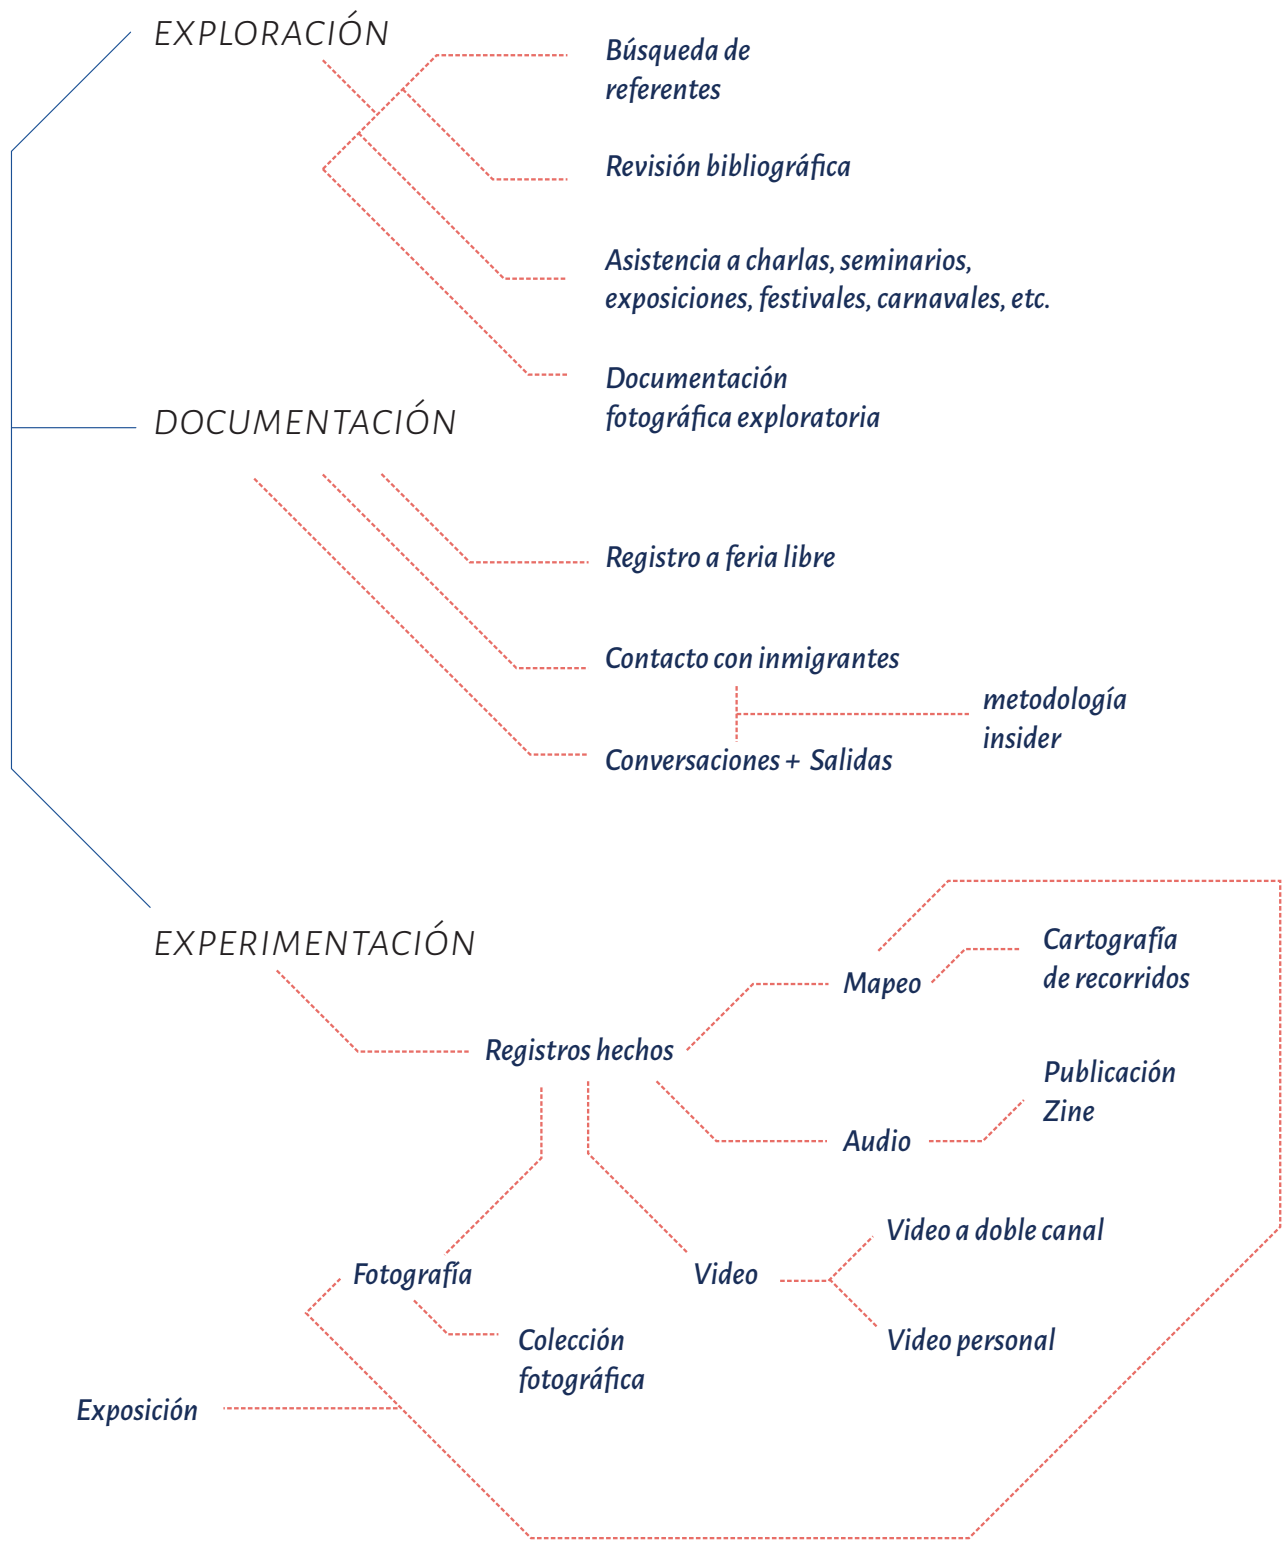 EXPLORACIÓN
Búsqueda de
referentes
Revisión bibliográfica
Asistencia a charlas, seminarios,
exposiciones, festivales, carnavales, etc.
Documentación
fotográfica exploratoria
DOCUMENTACIÓN
Registro a feria libre
Contacto con inmigrantes
metodología
insider
Conversaciones + Salidas
EXPERIMENTACIÓN
Registros hechos
Mapeo
Cartografía
de recorridos
Audio
Publicación
Zine
Fotografía
Colección
fotográfica
Video
Video a doble canal
Video personal
Exposición